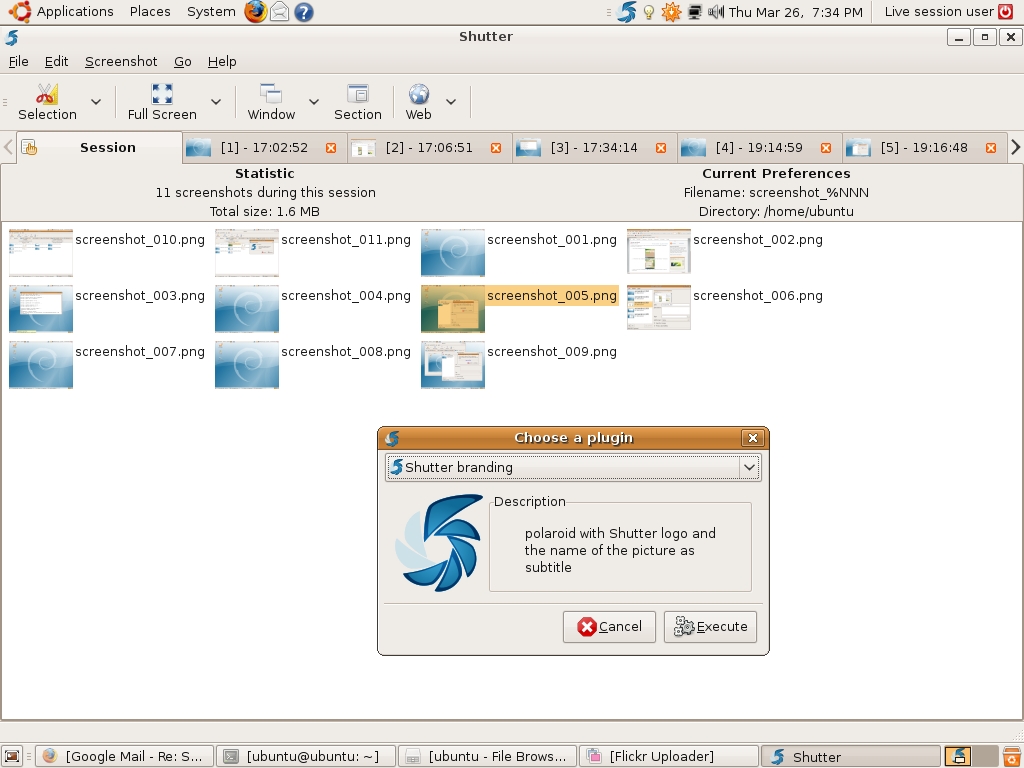 Applications Places System Thu Mar 26, 7:34 PM Live session user
Shutter
File Edit Screenshot Go Help
Selection Full Screen Window Section Web
Session [1] - 17:02:52 [2] - 17:06:51 [3] - 17:34:14 [4] - 19:14:59 [5] - 19:16:48
Statistic Current Preferences
11 screenshots during this session Filename: screenshot_%NNN
Total size: 1.6 MB Directory: /home/ubuntu
screenshot_010.png screenshot_011.png screenshot_001.png screenshot_002.png
screenshot_003.png screenshot_004.png screenshot_005.png screenshot_006.png
screenshot_007.png screenshot_008.png screenshot_009.png
Choose a plugin
Shutter branding
Description
polaroid with Shutter logo and
the name of the picture as
subtitle
Cancel Execute
[Google Mail - Re: S... [ubuntu@ubuntu: ~] [ubuntu - File Brows... [Flickr Uploader] Shutter